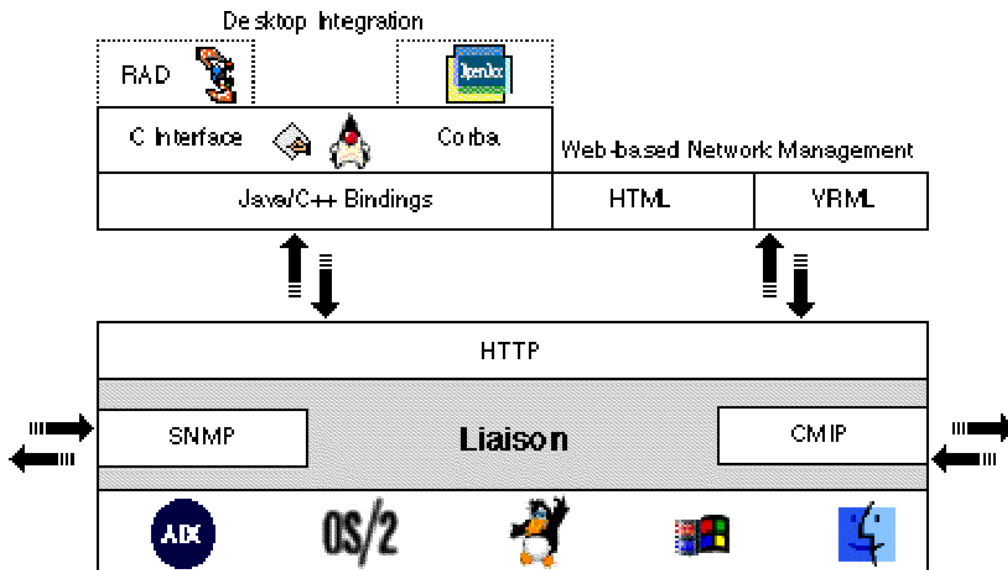 Desktop Integration
RAD
OpenDoc
C Interface
Corba
Web-based Network Management
Java/C++ Bindings
HTML
VRML
HTTP
SNMP
Liaison
CMIP
AIX
OS/2